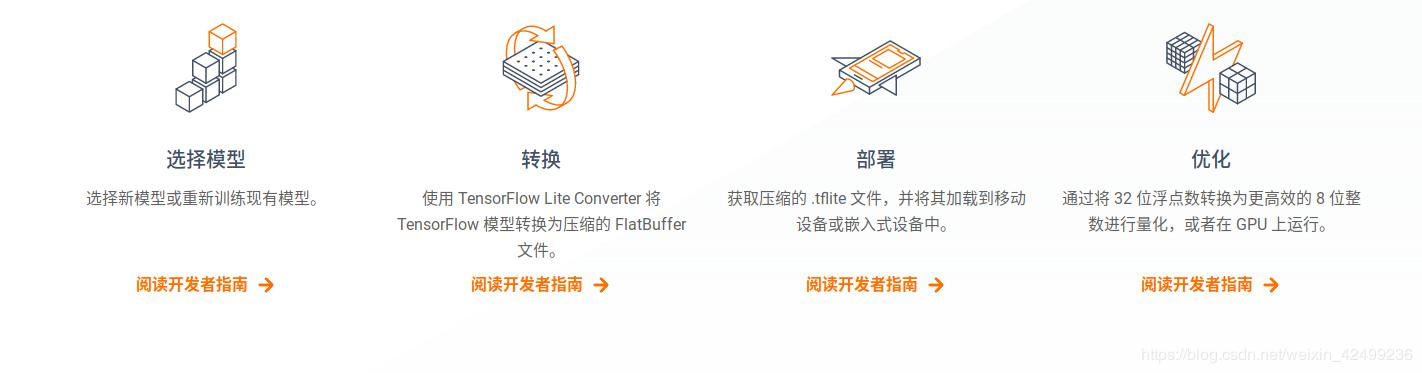 选择模型
选择新模型或重新训练现有模型。
阅读开发者指南
转换
使用 TensorFlow Lite Converter 将
TensorFlow 模型转换为压缩的 FlatBuffer
文件。
阅读开发者指南
部署
获取压缩的 .tflite 文件，并将其加载到移动
设备或嵌入式设备中。
阅读开发者指南
优化
通过将 32 位浮点数转换为更高效的 8 位整
数进行量化，或者在 GPU 上运行。
阅读开发者指南
https://blog.csdn.net/weixin_42499236